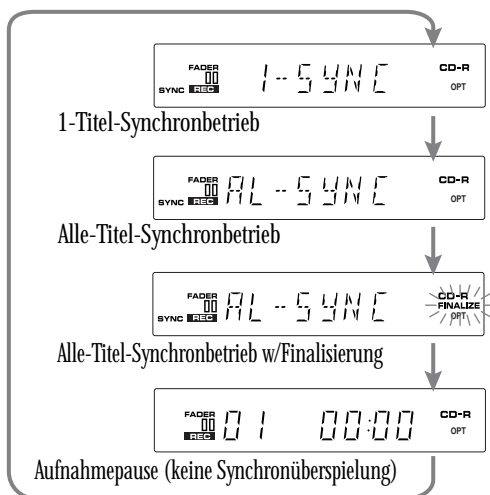 FADER
SYNC REC 1-SYNC CD-R
OPT
1-Titel-Synchronbetrieb
FADER
SYNC REC AL-SYNC CD-R
OPT
Alle-Titel-Synchronbetrieb
FADER
SYNC REC AL-SYNC CD-R
FINALIZE
OPT
Alle-Titel-Synchronbetrieb w/Finalisierung
FADER
REC 01 00:00 CD-R
OPT
Aufnahmepause (keine Synchronüberspielung)